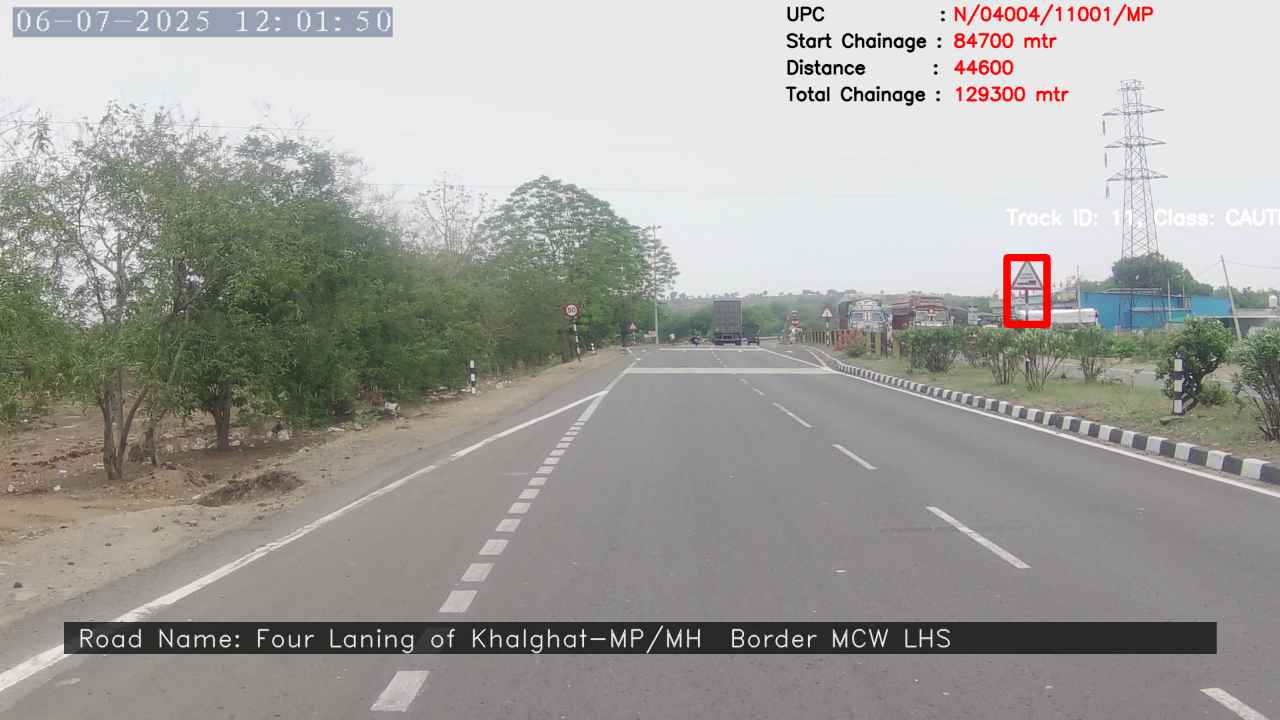 06-07-2025 12:01:50
UPC : N/04004/11001/MP
Start Chainage : 84700 mtr
Distance : 44600
Total Chainage : 129300 mtr
Track ID: 11, Class: CAUTI
50
Road Name: Four Laning of Khalghat-MP/MH Border MCW LHS